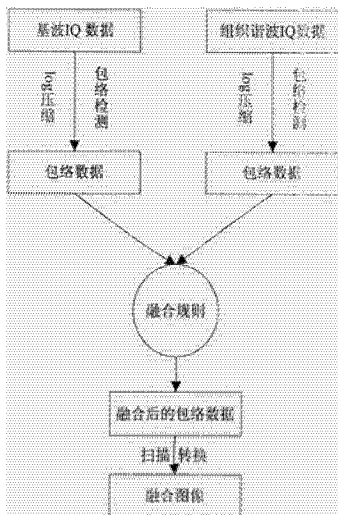 基波IQ 数据
组织谐波IQ数据
log压缩
包络检测
log压缩
包络检测
包络数据
包络数据
融合规则
融合后的包络数据
扫描 转换
融合图像